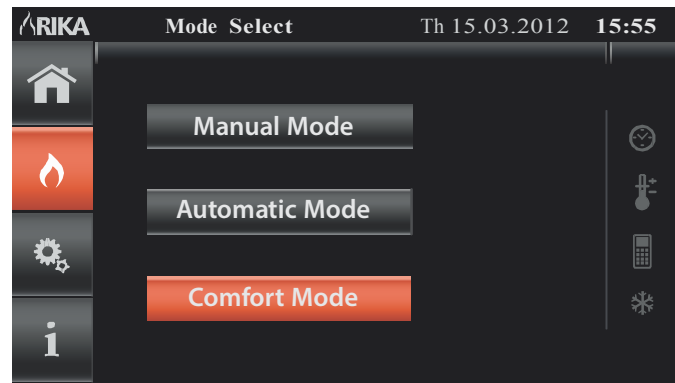 RIKA Mode Select Th 15.03.2012 15:55
Manual Mode
Automatic Mode
Comfort Mode
i